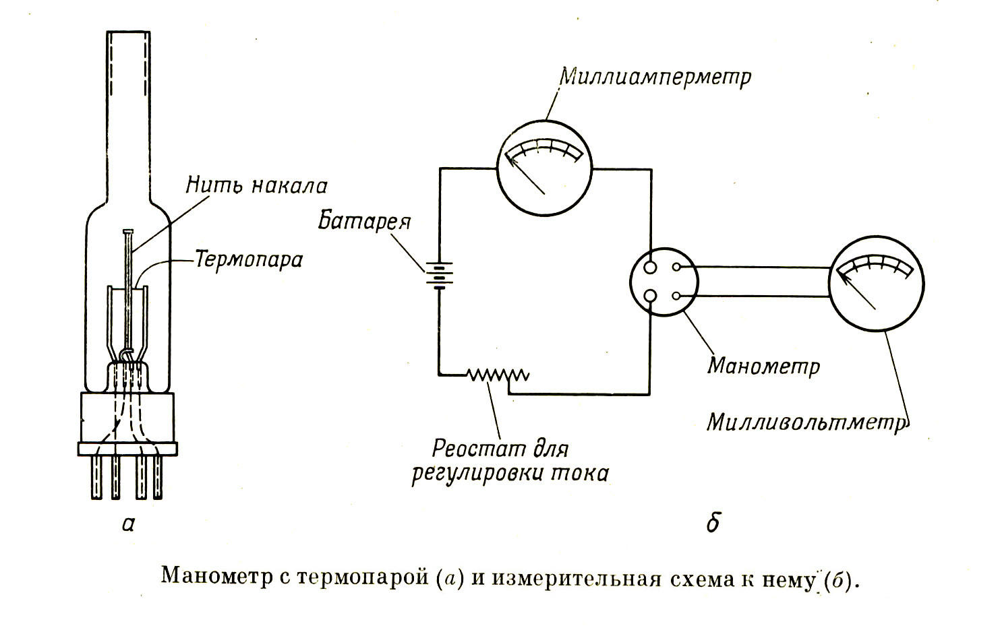 Миллиамперметр
Нить накала
Батарея
Термопара
Манометр
Милливольтметр
Реостат для
регулировки тока
а
б
Манометр с термопарой (а) и измерительная схема к нему (б).